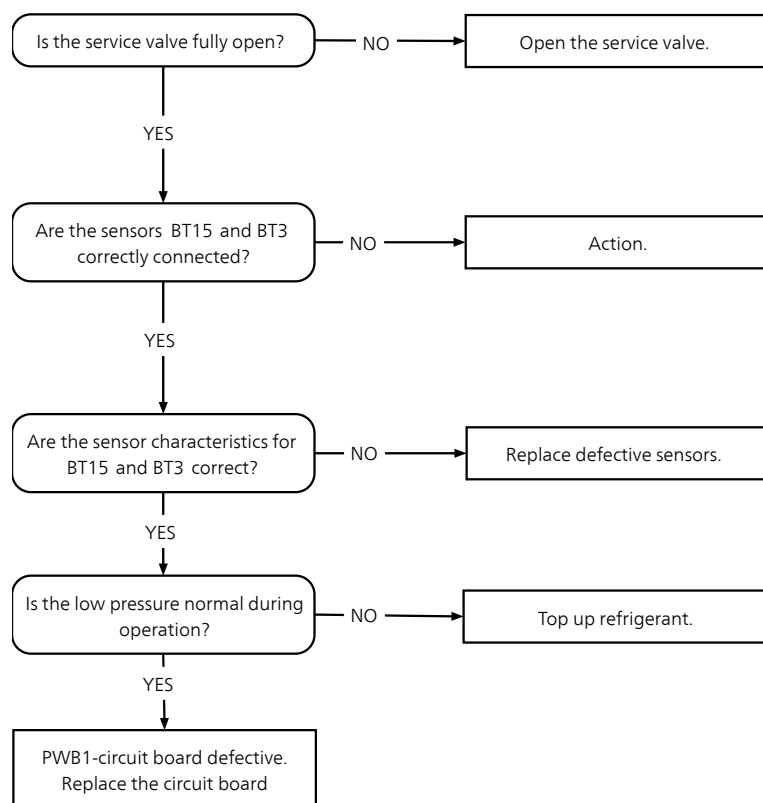 Is the service valve fully open?
NO
Open the service valve.
YES
Are the sensors BT15 and BT3
correctly connected?
NO
Action.
YES
Are the sensor characteristics for
BT15 and BT3 correct?
NO
Replace defective sensors.
YES
Is the low pressure normal during
operation?
NO
Top up refrigerant.
YES
PWB1-circuit board defective.
Replace the circuit board